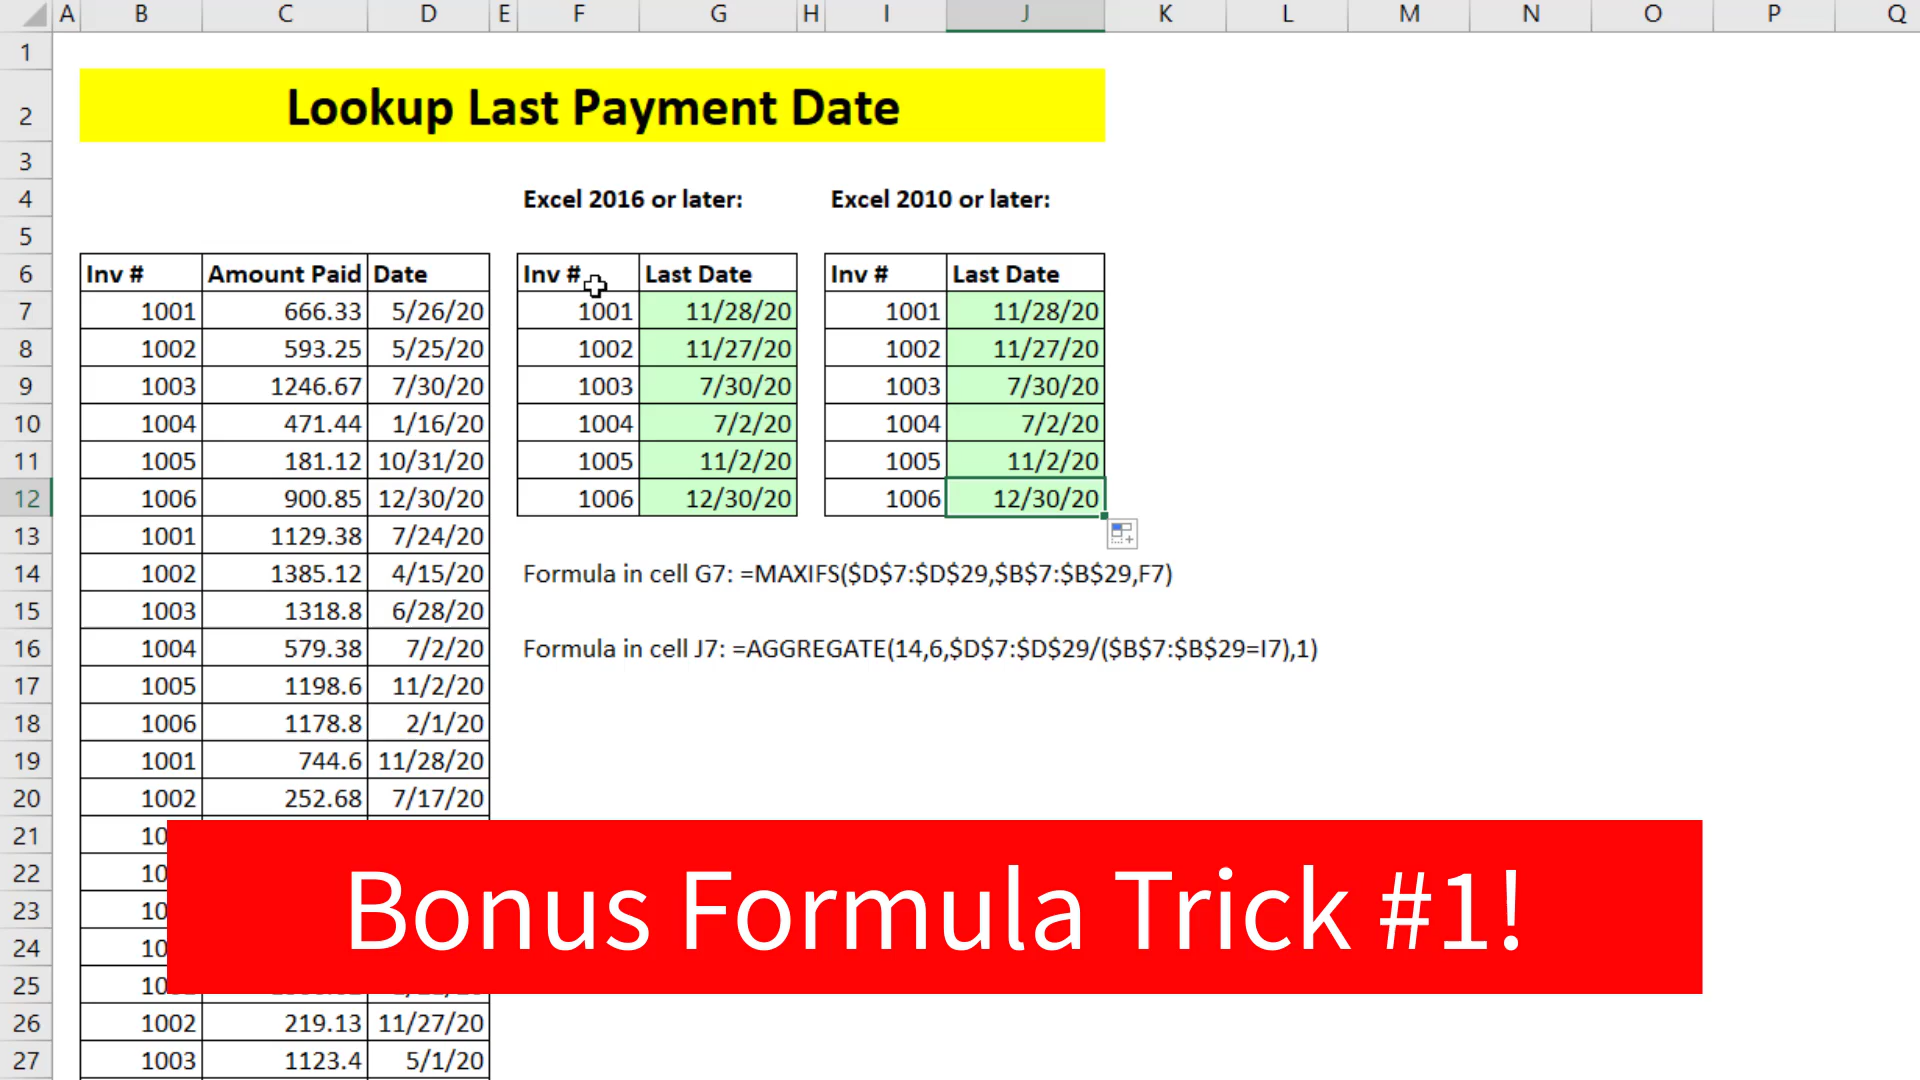 A B C D E F G H I J K L M N O P Q
1
2 Lookup Last Payment Date
3
4 Excel 2016 or later: Excel 2010 or later:
5
6 Inv # Amount Paid Date Inv # Last Date Inv # Last Date
7 1001 666.33 5/26/20 1001 11/28/20 1001 11/28/20
8 1002 593.25 5/25/20 1002 11/27/20 1002 11/27/20
9 1003 1246.67 7/30/20 1003 7/30/20 1003 7/30/20
10 1004 471.44 1/16/20 1004 7/2/20 1004 7/2/20
11 1005 181.12 10/31/20 1005 11/2/20 1005 11/2/20
12 1006 900.85 12/30/20 1006 12/30/20 1006 12/30/20
13 1001 1129.38 7/24/20
14 1002 1385.12 4/15/20 Formula in cell G7: =MAXIFS($D$7:$D$29,$B$7:$B$29,F7)
15 1003 1318.8 6/28/20
16 1004 579.38 7/2/20 Formula in cell J7: =AGGREGATE(14,6,$D$7:$D$29/($B$7:$B$29=I7),1)
17 1005 1198.6 11/2/20
18 1006 1178.8 2/1/20
19 1001 744.6 11/28/20
20 1002 252.68 7/17/20
21 10
22 10
23 10
24 10
25 10
Bonus Formula Trick #1!
26 1002 219.13 11/27/20
27 1003 1123.4 5/1/20